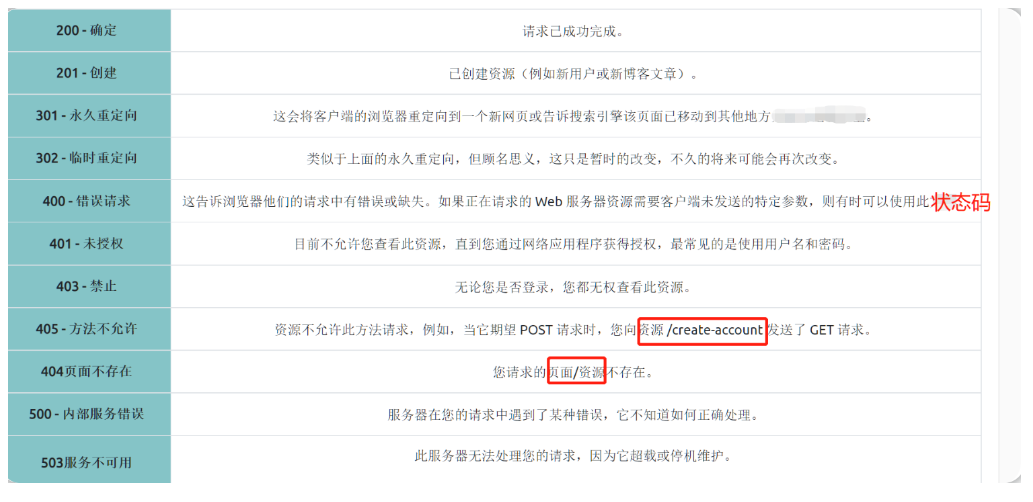 200 - 确定 请求已成功完成。
201 - 创建 已创建资源（例如新用户或新博客文章）。
301 - 永久重定向 这会将客户端的浏览器重定向到一个新网页或告诉搜索引擎该页面已移动到其他地方 。
302 - 临时重定向 类似于上面的永久重定向，但顾名思义，这只是暂时的改变，不久的将来可能会再次改变。
400 - 错误请求 这告诉浏览器他们的请求中有错误或缺失。如果正在请求的 Web 服务器资源需要客户端未发送的特定参数，则有时可以使用此状态码
401 - 未授权 目前不允许您查看此资源，直到您通过网络应用程序获得授权，最常见的是使用用户名和密码。
403 - 禁止 无论您是否登录，您都无权查看此资源。
405 - 方法不允许 资源不允许此方法请求，例如，当它期望 POST 请求时，您向资源 /create-account 发送了 GET 请求。
404页面不存在 您请求的页面/资源不存在。
500 - 内部服务错误 服务器在您的请求中遇到了某种错误，它不知道如何正确处理。
503服务不可用 此服务器无法处理您的请求，因为它超载或停机维护。